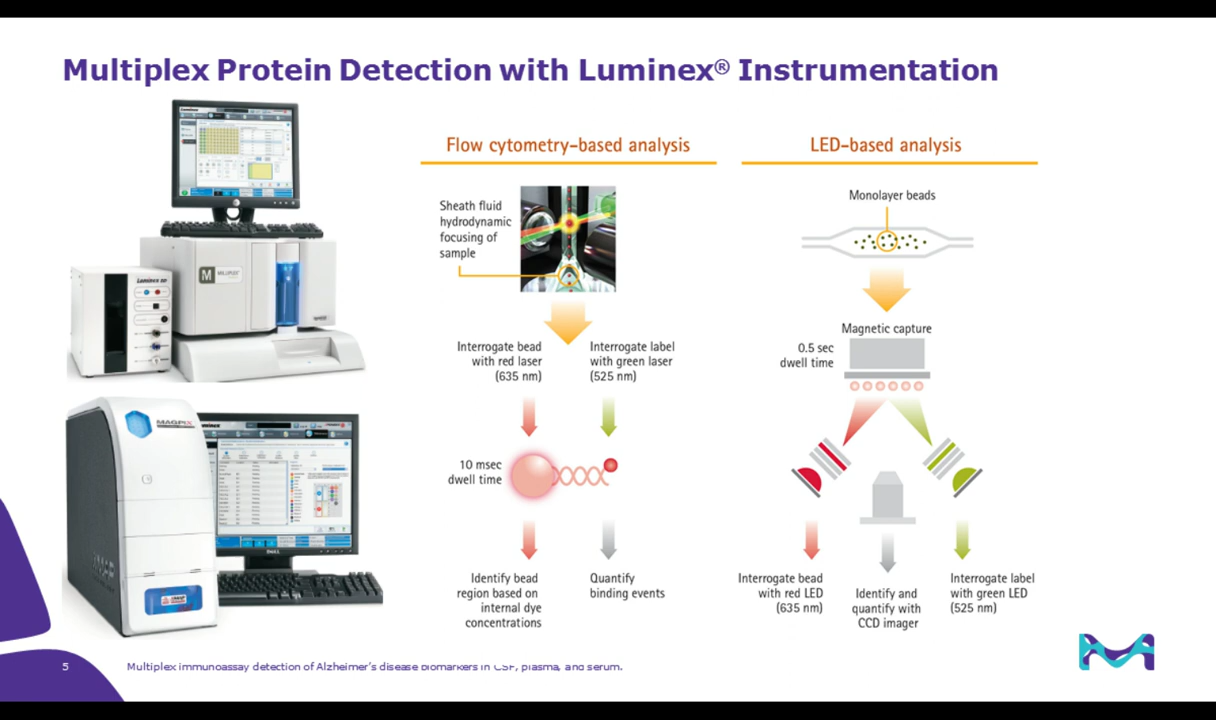 Multiplex Protein Detection with Luminex® Instrumentation
Luminex SD
M MILLIPLEX
MAGPIX
DELL
Flow cytometry-based analysis
Sheath fluid
hydrodynamic
focusing of
sample
Interrogate bead
with red laser
(635 nm)
Interrogate label
with green laser
(525 nm)
10 msec
dwell time
Identify bead
region based on
internal dye
concentrations
Quantify
binding events
LED-based analysis
Monolayer beads
Magnetic capture
0.5 sec
dwell time
Interrogate bead
with red LED
(635 nm)
Identify and
quantify with
CCD imager
Interrogate label
with green LED
(525 nm)
5
Multiplex immunoassay detection of Alzheimer's disease biomarkers in CSF, plasma, and serum.